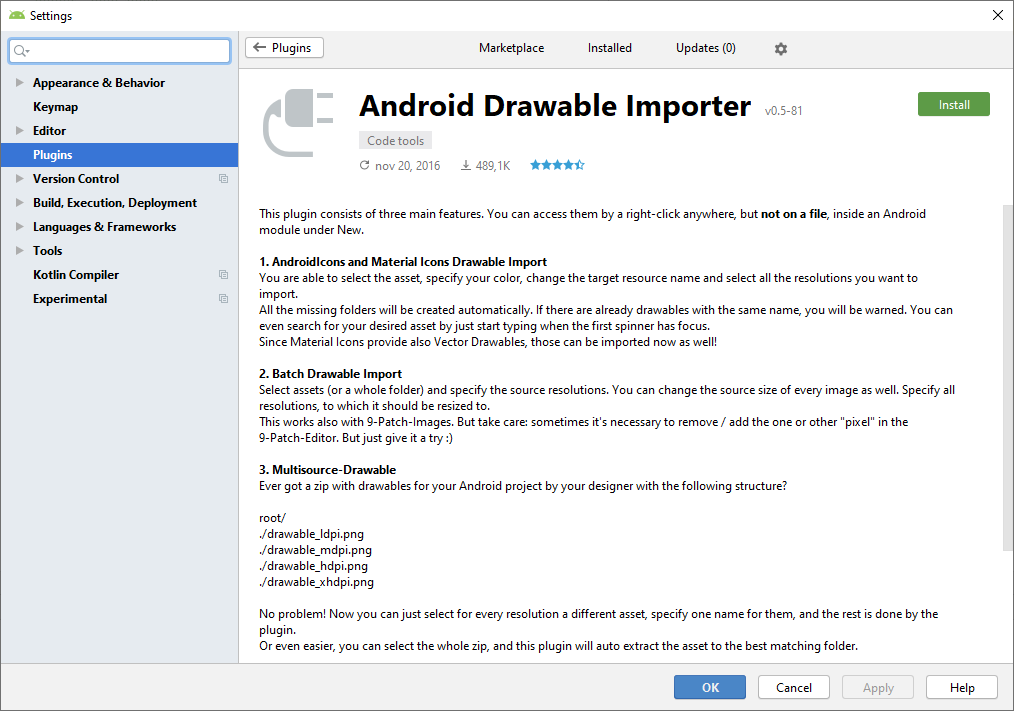 Settings
Plugins
Marketplace
Installed
Updates (0)
Appearance & Behavior
Keymap
Editor
Plugins
Version Control
Build, Execution, Deployment
Languages & Frameworks
Tools
Kotlin Compiler
Experimental
Android Drawable Importer v0.5-81
Install
Code tools
nov 20, 2016 489,1K
This plugin consists of three main features. You can access them by a right-click anywhere, but not on a file, inside an Android
module under New.
1. AndroidIcons and Material Icons Drawable Import
You are able to select the asset, specify your color, change the target resource name and select all the resolutions you want to
import.
All the missing folders will be created automatically. If there are already drawables with the same name, you will be warned. You can
even search for your desired asset by just start typing when the first spinner has focus.
Since Material Icons provide also Vector Drawables, those can be imported now as well!
2. Batch Drawable Import
Select assets (or a whole folder) and specify the source resolutions. You can change the source size of every image as well. Specify all
resolutions, to which it should be resized to.
This works also with 9-Patch-Images. But take care: sometimes it's necessary to remove / add the one or other "pixel" in the
9-Patch-Editor. But just give it a try :)
3. Multisource-Drawable
Ever got a zip with drawables for your Android project by your designer with the following structure?
root/
./drawable_ldpi.png
./drawable_mdpi.png
./drawable_hdpi.png
./drawable_xhdpi.png
No problem! Now you can just select for every resolution a different asset, specify one name for them, and the rest is done by the
plugin.
Or even easier, you can select the whole zip, and this plugin will auto extract the asset to the best matching folder.
OK
Cancel
Apply
Help